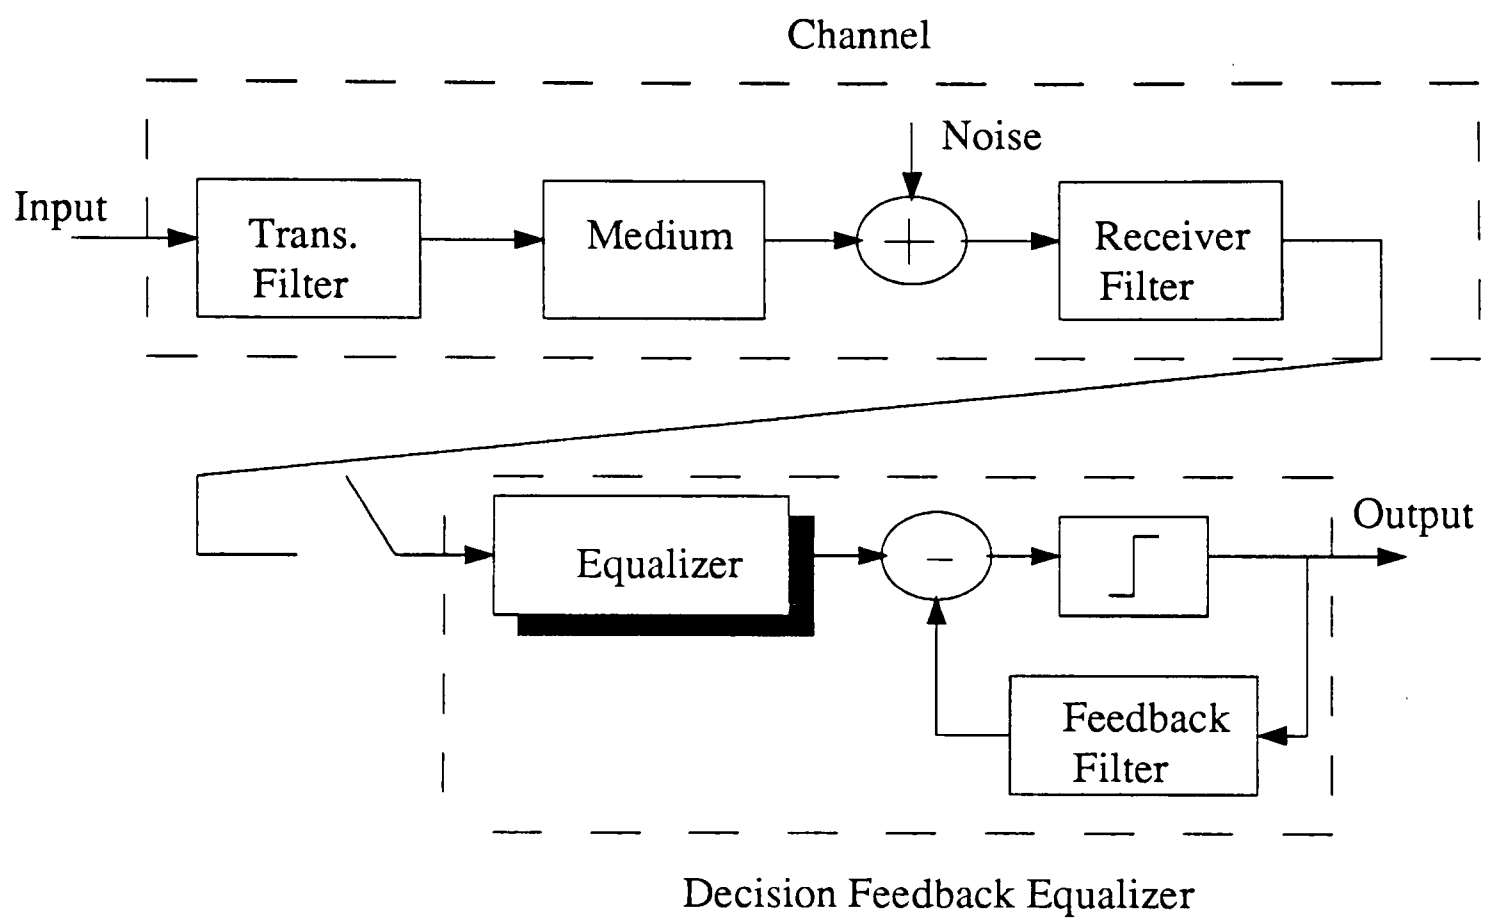 Channel
Noise
Input
Trans.
Filter
Medium
Receiver
Filter
Output
Equalizer
Feedback
Filter
Decision Feedback Equalizer